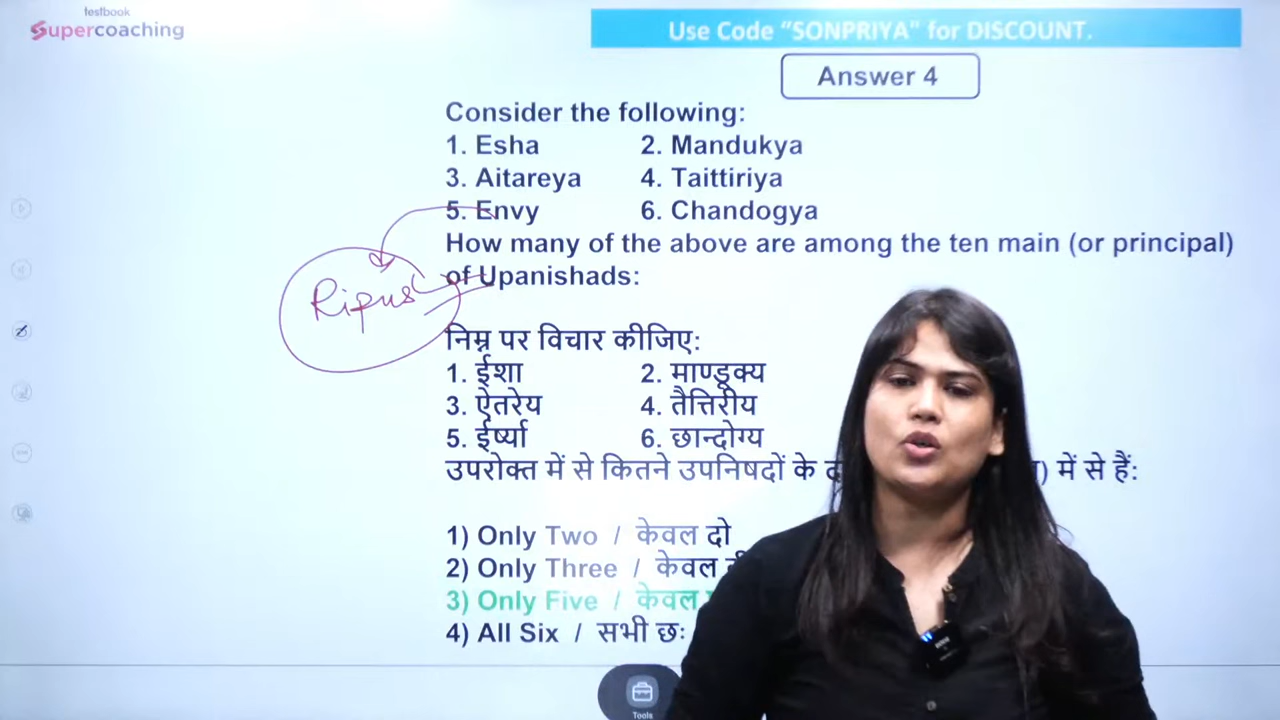 testbook
Supercoaching
Use Code “SONPRIYA" for DISCOUNT.
Answer 4
Consider the following:
1. Esha 2. Mandukya
3. Aitareya 4. Taittiriya
5. Envy 6. Chandogya
How many of the above are among the ten main (or principal)
of Upanishads:
Ripus
निम्न पर विचार कीजिए:
1. ईशा 2. माण्डूक्य
3. ऐतरेय 4. तैत्तिरीय
5. ईर्ष्या 6. छान्दोग्य
उपरोक्त में से कितने उपनिषदों के ) में से हैं:
1) Only Two / केवल दो
2) Only Three / केवल
3) Only Five / केवल
4) All Six / सभी छः
Tools